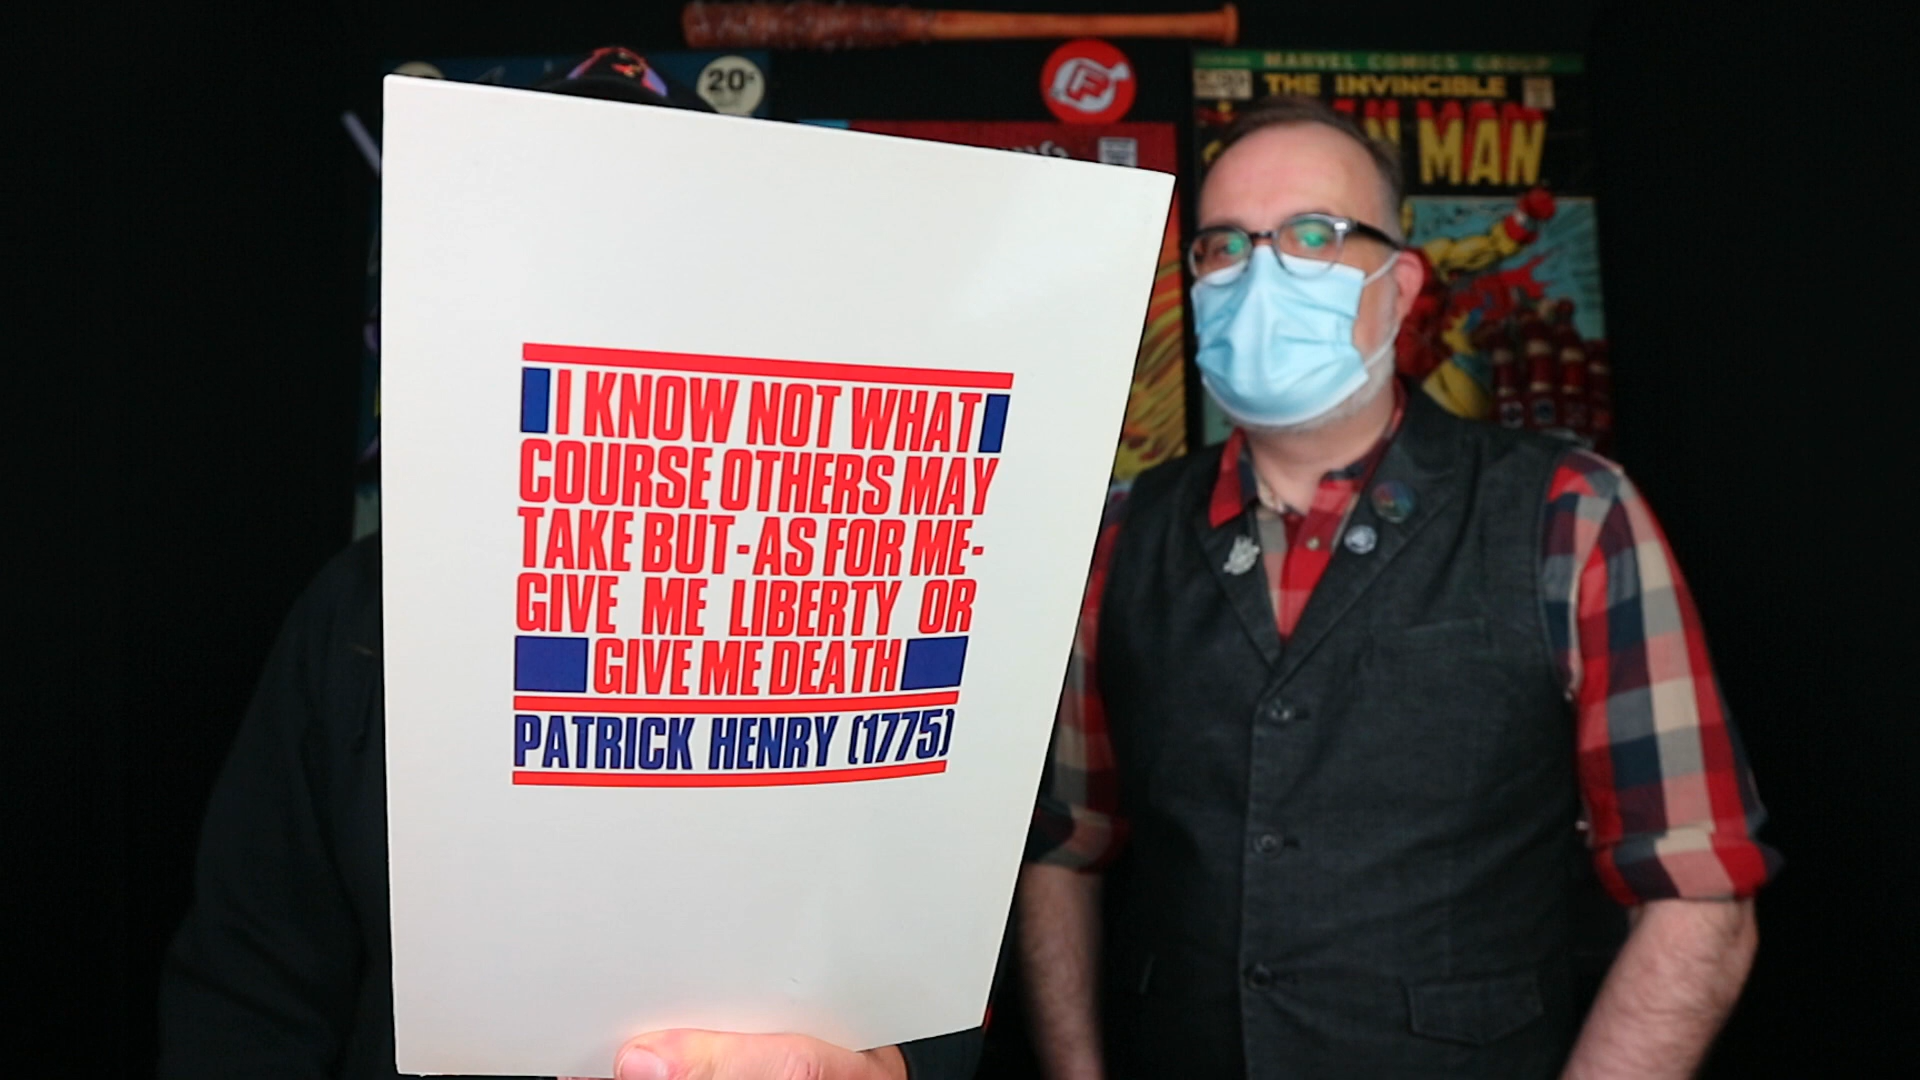 20¢
MARVEL COMICS GROUP
THE INVINCIBLE
N MAN
I KNOW NOT WHAT
COURSE OTHERS MAY
TAKE BUT-AS FOR ME-
GIVE ME LIBERTY OR
GIVE ME DEATH
PATRICK HENRY (1775)